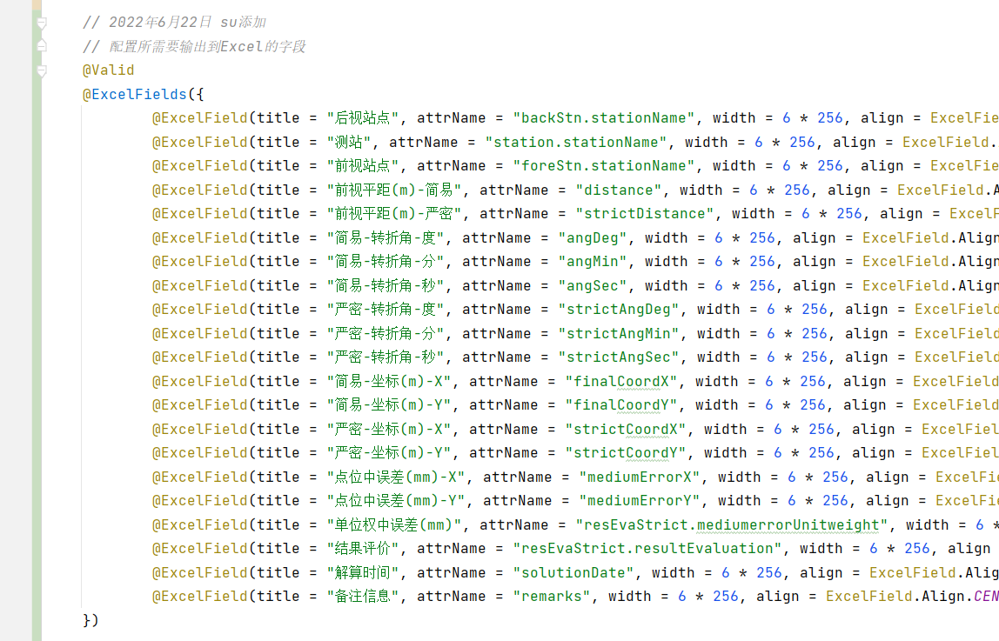 // 2022年6月22日 su添加
// 配置所需要输出到Excel的字段
@Valid
@ExcelFields({
@ExcelField(title = "后视站点", attrName = "backStn.stationName", width = 6 * 256, align = ExcelFie
@ExcelField(title = "测站", attrName = "station.stationName", width = 6 * 256, align = ExcelField.
@ExcelField(title = "前视站点", attrName = "foreStn.stationName", width = 6 * 256, align = ExcelFie
@ExcelField(title = "前视平距(m)-简易", attrName = "distance", width = 6 * 256, align = ExcelField.A
@ExcelField(title = "前视平距(m)-严密", attrName = "strictDistance", width = 6 * 256, align = ExcelF
@ExcelField(title = "简易-转折角-度", attrName = "angDeg", width = 6 * 256, align = ExcelField.Align
@ExcelField(title = "简易-转折角-分", attrName = "angMin", width = 6 * 256, align = ExcelField.Align
@ExcelField(title = "简易-转折角-秒", attrName = "angSec", width = 6 * 256, align = ExcelField.Align
@ExcelField(title = "严密-转折角-度", attrName = "strictAngDeg", width = 6 * 256, align = ExcelField
@ExcelField(title = "严密-转折角-分", attrName = "strictAngMin", width = 6 * 256, align = ExcelField
@ExcelField(title = "严密-转折角-秒", attrName = "strictAngSec", width = 6 * 256, align = ExcelField
@ExcelField(title = "简易-坐标(m)-X", attrName = "finalCoordX", width = 6 * 256, align = ExcelField
@ExcelField(title = "简易-坐标(m)-Y", attrName = "finalCoordY", width = 6 * 256, align = ExcelField
@ExcelField(title = "严密-坐标(m)-X", attrName = "strictCoordX", width = 6 * 256, align = ExcelFiel
@ExcelField(title = "严密-坐标(m)-Y", attrName = "strictCoordY", width = 6 * 256, align = ExcelFiel
@ExcelField(title = "点位中误差(mm)-X", attrName = "mediumErrorX", width = 6 * 256, align = ExcelFi
@ExcelField(title = "点位中误差(mm)-Y", attrName = "mediumErrorY", width = 6 * 256, align = ExcelFi
@ExcelField(title = "单位权中误差(mm)", attrName = "resEvaStrict.mediumerrorUnitweight", width = 6 *
@ExcelField(title = "结果评价", attrName = "resEvaStrict.resultEvaluation", width = 6 * 256, align
@ExcelField(title = "解算时间", attrName = "solutionDate", width = 6 * 256, align = ExcelField.Alig
@ExcelField(title = "备注信息", attrName = "remarks", width = 6 * 256, align = ExcelField.Align.CEN
})